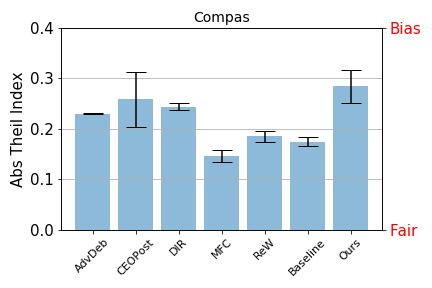 Compas
Abs Theil Index
0.4
0.3
0.2
0.1
0.0
Bias
Fair
AdvDeb
CEOPost
DIR
MFC
ReW
Baseline
Ours